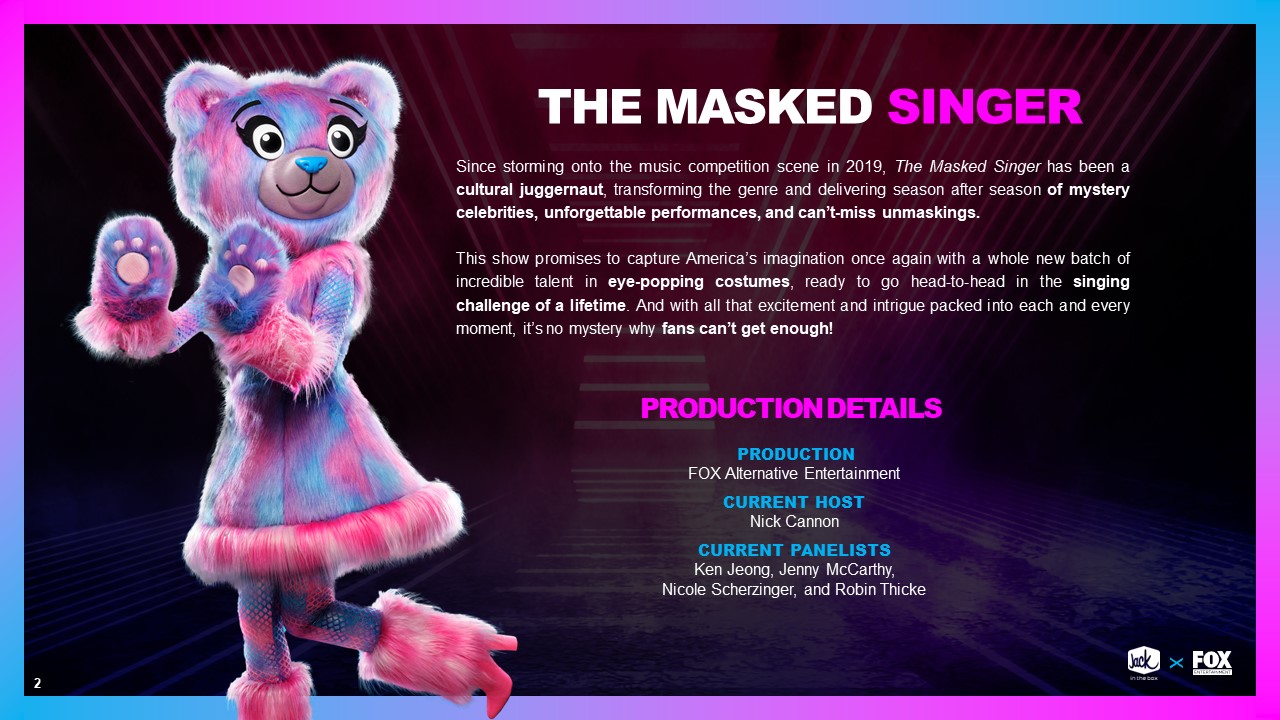 THE MASKED SINGER
Since storming onto the music competition scene in 2019, The Masked Singer has been a
cultural juggernaut, transforming the genre and delivering season after season of mystery
celebrities, unforgettable performances, and can't-miss unmaskings.
This show promises to capture America's imagination once again with a whole new batch of
incredible talent in eye-popping costumes, ready to go head-to-head in the singing
challenge of a lifetime. And with all that excitement and intrigue packed into each and every
moment, it's no mystery why fans can't get enough!
PRODUCTION DETAILS
PRODUCTION
FOX Alternative Entertainment
CURRENT HOST
Nick Cannon
CURRENT PANELISTS
Ken Jeong, Jenny McCarthy,
Nicole Scherzinger, and Robin Thicke
Jack
in the box
X
FOX
ENTERTAINMENT
2